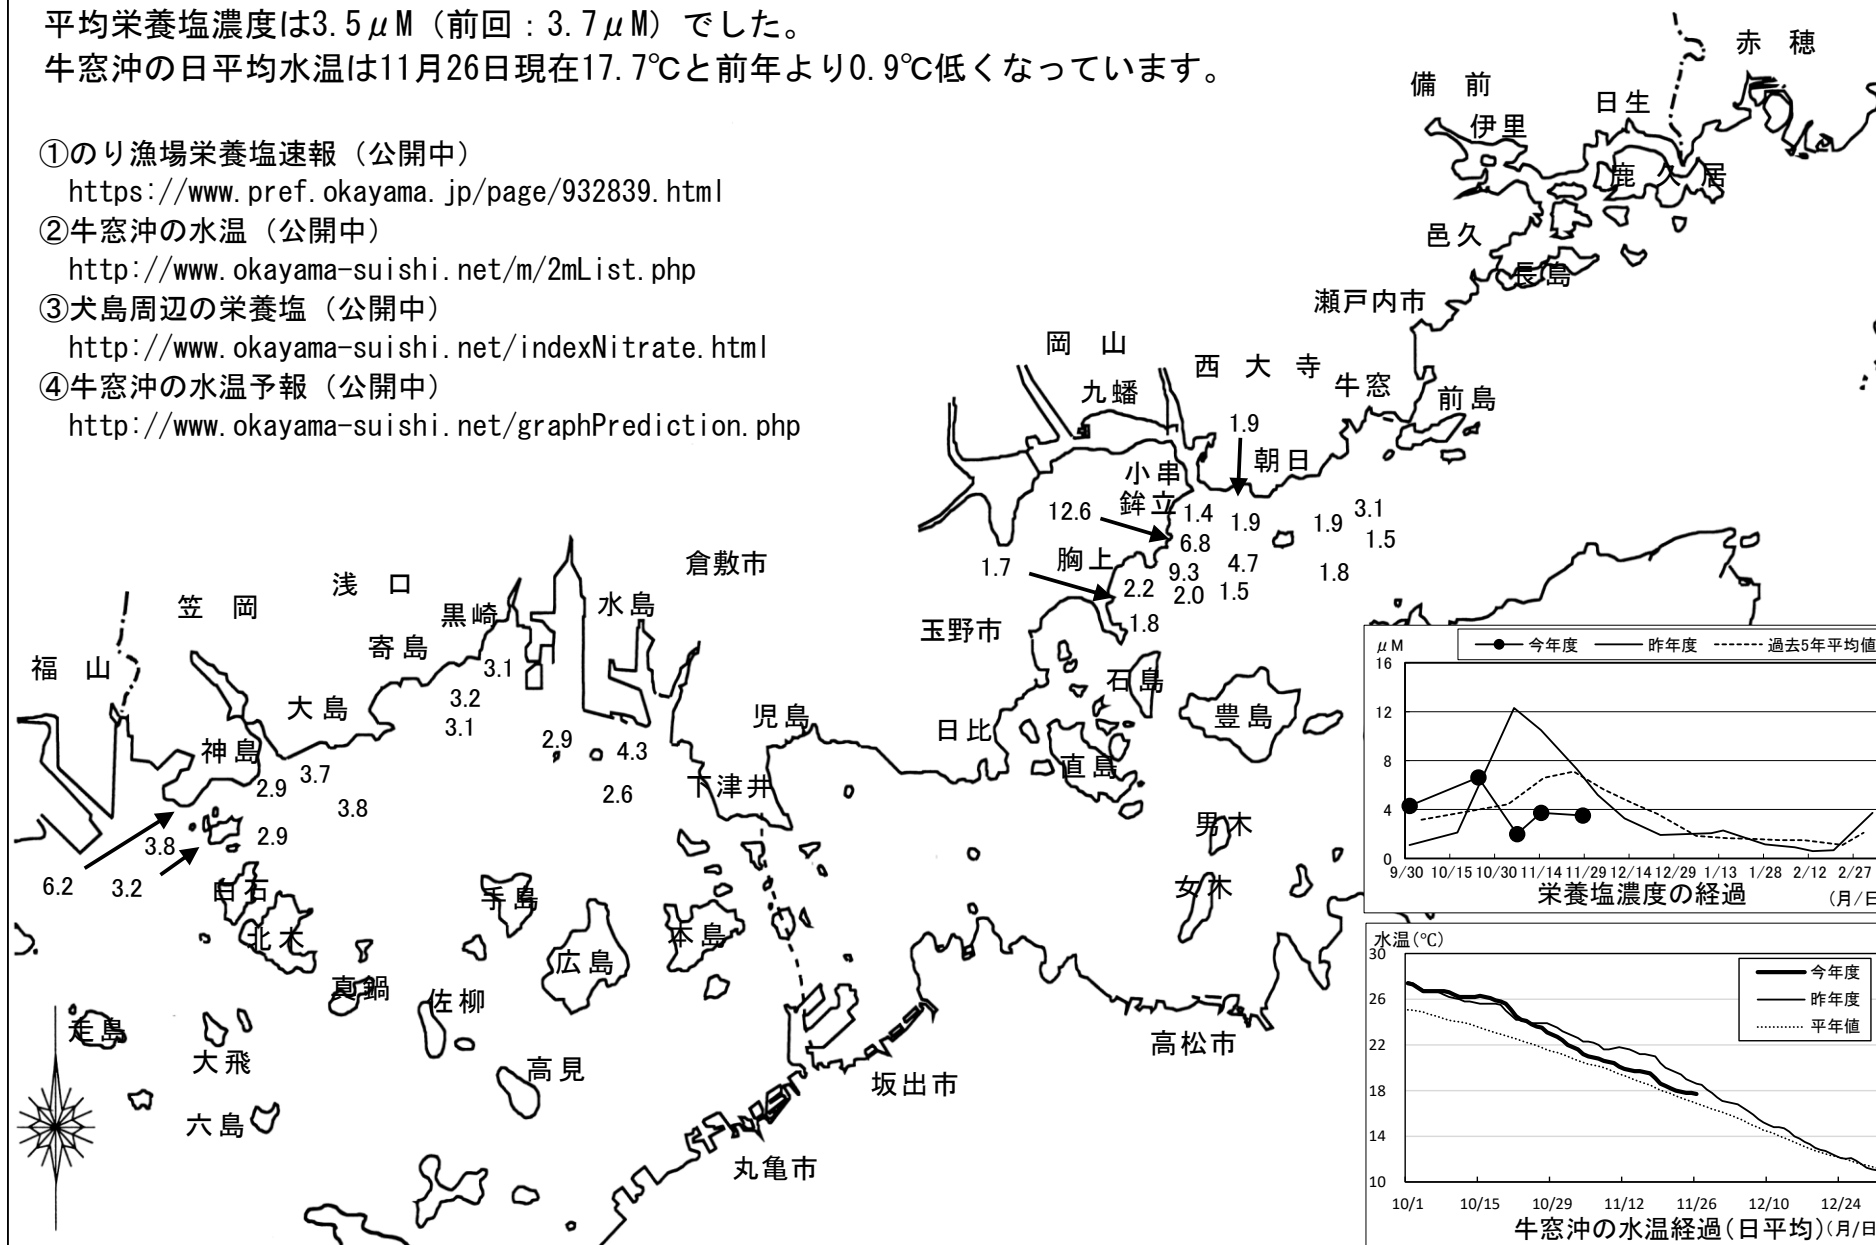 平均栄養塩濃度は3.5μM（前回：3.7μM）でした。
牛窓沖の日平均水温は11月26日現在17.7℃と前年より0.9℃低くなっています。
①のり漁場栄養塩速報（公開中）
https://www.pref.okayama.jp/page/932839.html
②牛窓沖の水温（公開中）
http://www.okayama-suishi.net/m/2mList.php
③犬島周辺の栄養塩（公開中）
http://www.okayama-suishi.net/indexNitrate.html
④牛窓沖の水温予報（公開中）
http://www.okayama-suishi.net/graphPrediction.php
赤 穂
備 前
日生
伊里
鹿 久 居
邑久
長島
瀬戸内市
岡 山
西 大 寺
九蟠
牛窓
前島
1.9
朝日
小串
鉾立
12.6
1.4
1.9
1.9
3.1
1.5
6.8
胸上
1.7
9.3
4.7
1.8
2.2
2.0
1.5
1.8
玉野市
石島
豊島
日比
直島
男木
女木
高松市
倉敷市
浅 口
笠 岡
黒崎
水島
寄島
福 山
大島
3.1
3.2
3.1
児島
神島
2.9
4.3
2.6
下津井
3.7
2.9
3.8
2.9
3.8
6.2
3.2
白石
北木
手島
本島
広島
真鍋
佐柳
走島
大飛
高見
六島
坂出市
丸亀市
μM
今年度
昨年度
過去5年平均値
16
12
8
4
0
9/30 10/15 10/30 11/14 11/29 12/14 12/29 1/13 1/28 2/12 2/27
栄養塩濃度の経過
(月/日
水温(℃)
30
26
22
18
14
10
今年度
昨年度
平年値
10/1 10/15 10/29 11/12 11/26 12/10 12/24
牛窓沖の水温経過(日平均)(月/日